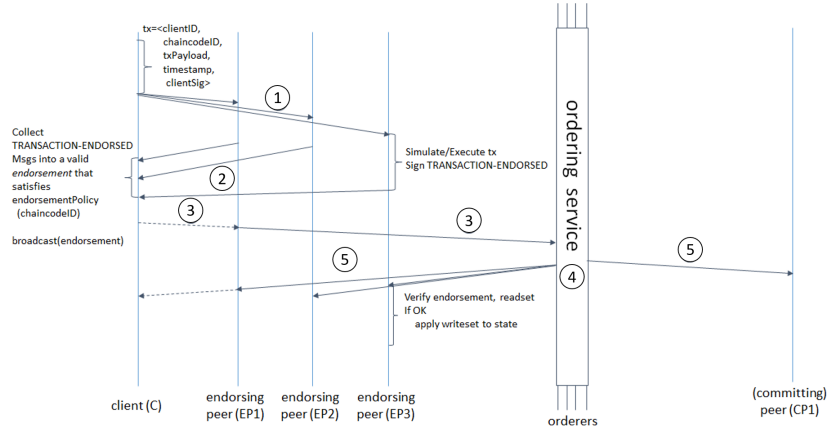 tx=<clientID,
chaincodeID,
txPayload,
timestamp,
clientSig>
1
Collect
TRANSACTION-ENDORSED
Msgs into a valid
endorsement that
satisfies
endorsementPolicy
(chaincodeID)
broadcast(endorsement)
Simulate/Execute tx
Sign TRANSACTION-ENDORSED
2
3
3
ordering service
5
5
4
Verify endorsement, readset
If OK
apply writeset to state
client (C)
endorsing
peer (EP1)
endorsing
peer (EP2)
endorsing
peer (EP3)
orderers
(committing)
peer (CP1)